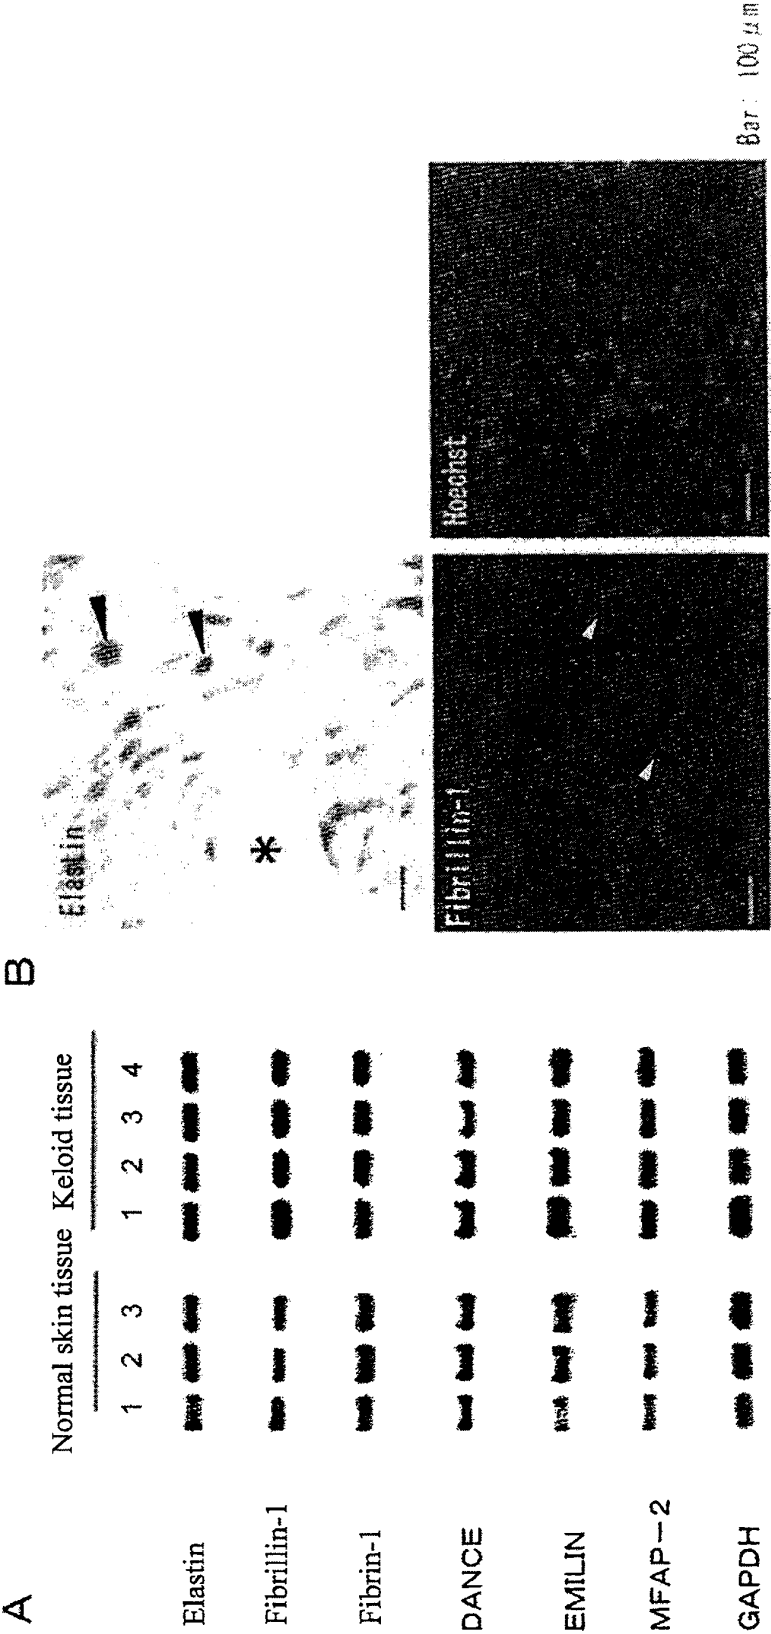 A
Normal skin tissue Keloid tissue
1 2 3 1 2 3 4
Elastin
Fibrillin-1
Fibrin-1
DANCE
EMILIN
MFAP-2
GAPDH
B
Elastin
*
Fibrillin-1
Hoechst
Bar: 100 μm